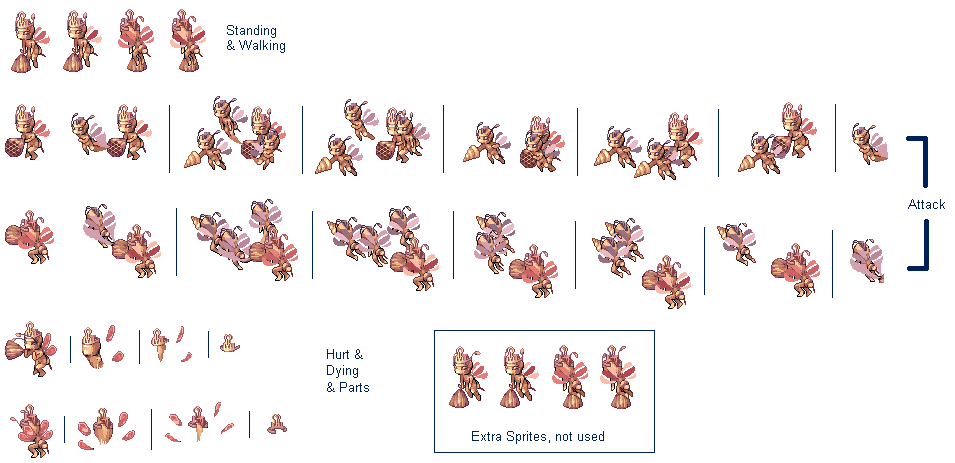 Standing
& Walking
Attack
Hurt &
Dying
& Parts
Extra Sprites, not used